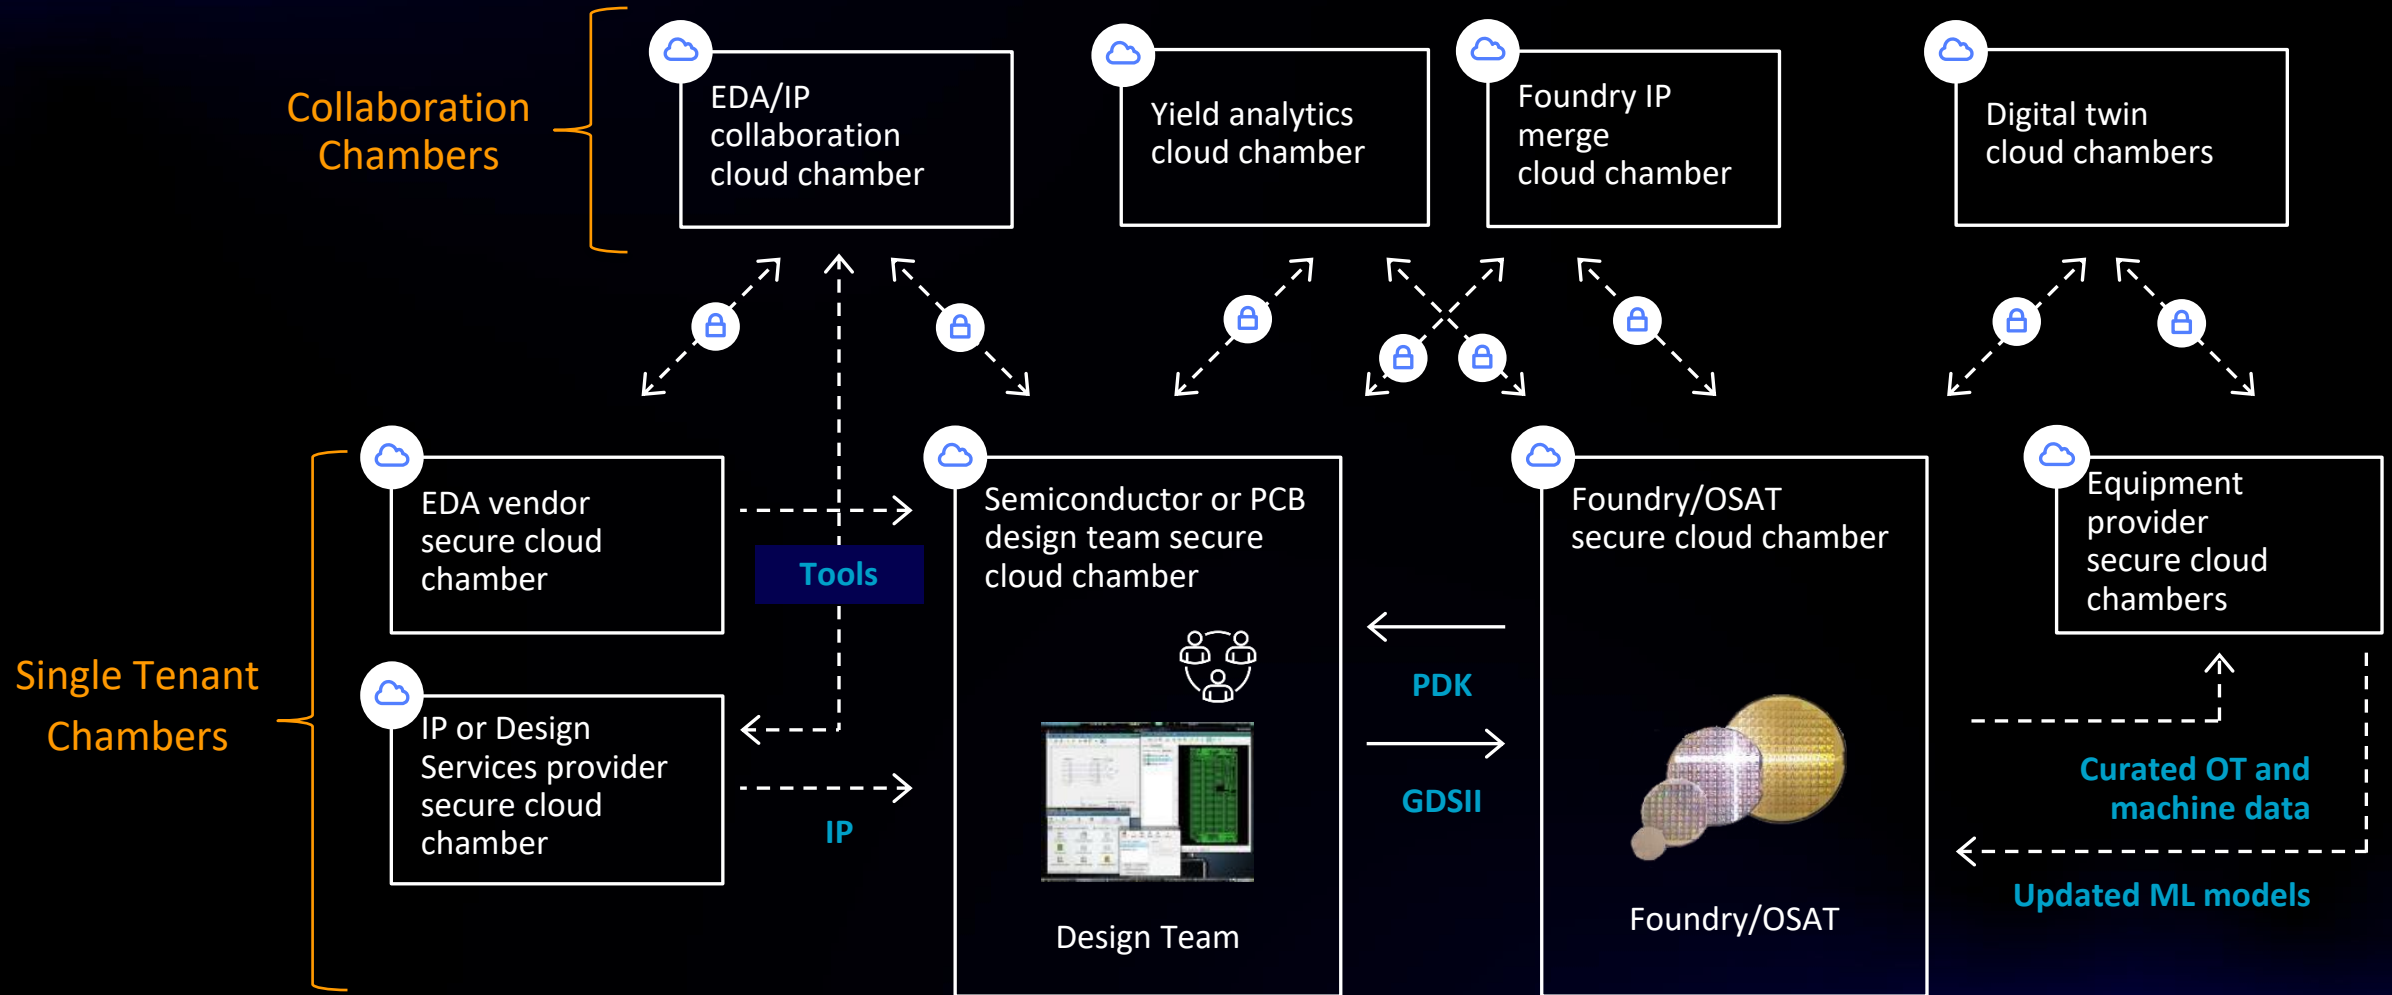 Collaboration
Chambers
EDA/IP
collaboration
cloud chamber
Yield analytics
cloud chamber
Foundry IP
merge
cloud chamber
Digital twin
cloud chambers
Single Tenant
Chambers
EDA vendor
secure cloud
chamber
Tools
IP or Design
Services provider
secure cloud
chamber
IP
Semiconductor or PCB
design team secure
cloud chamber
Design Team
PDK
GDSII
Foundry/OSAT
secure cloud chamber
Foundry/OSAT
Equipment
provider
secure cloud
chambers
Curated OT and
machine data
Updated ML models